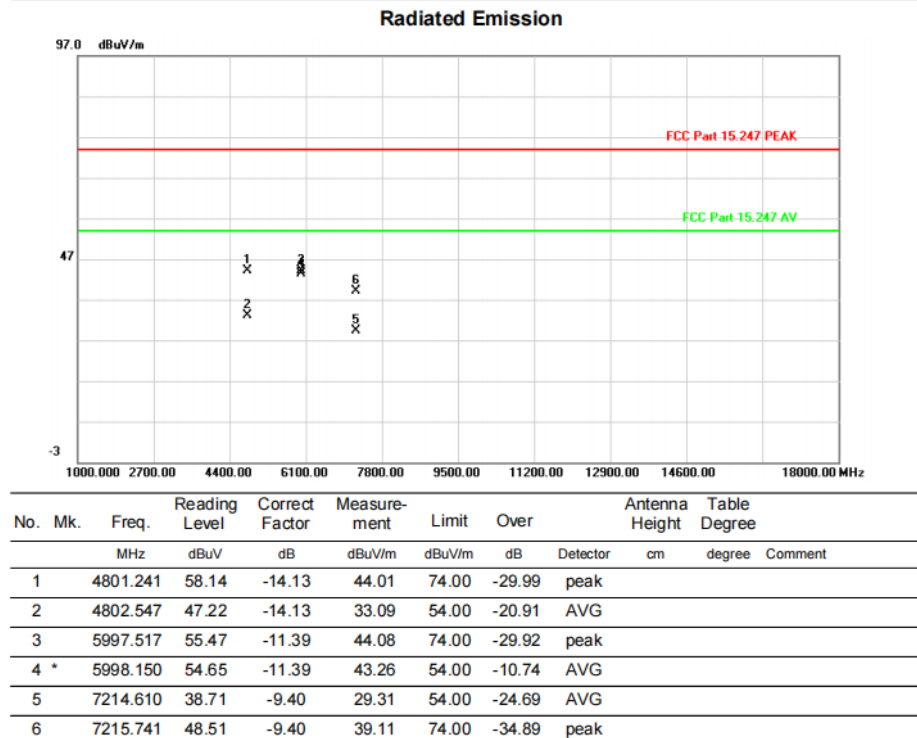 Radiated Emission
97.0 dBuV/m
FCC Part 15.247 PEAK
FCC Part 15.247 AV
47
1 3
4
6
2
5
-3
1000.000 2700.00 4400.00 6100.00 7800.00 9500.00 11200.00 12900.00 14600.00 18000.00 MHz
No. Mk. Freq. Reading Level Correct Factor Measure-ment Limit Over Antenna Height Table Degree
MHz dBuV dB dBuV/m dBuV/m dB Detector cm degree Comment
1 4801.241 58.14 -14.13 44.01 74.00 -29.99 peak
2 4802.547 47.22 -14.13 33.09 54.00 -20.91 AVG
3 5997.517 55.47 -11.39 44.08 74.00 -29.92 peak
4 * 5998.150 54.65 -11.39 43.26 54.00 -10.74 AVG
5 7214.610 38.71 -9.40 29.31 54.00 -24.69 AVG
6 7215.741 48.51 -9.40 39.11 74.00 -34.89 peak